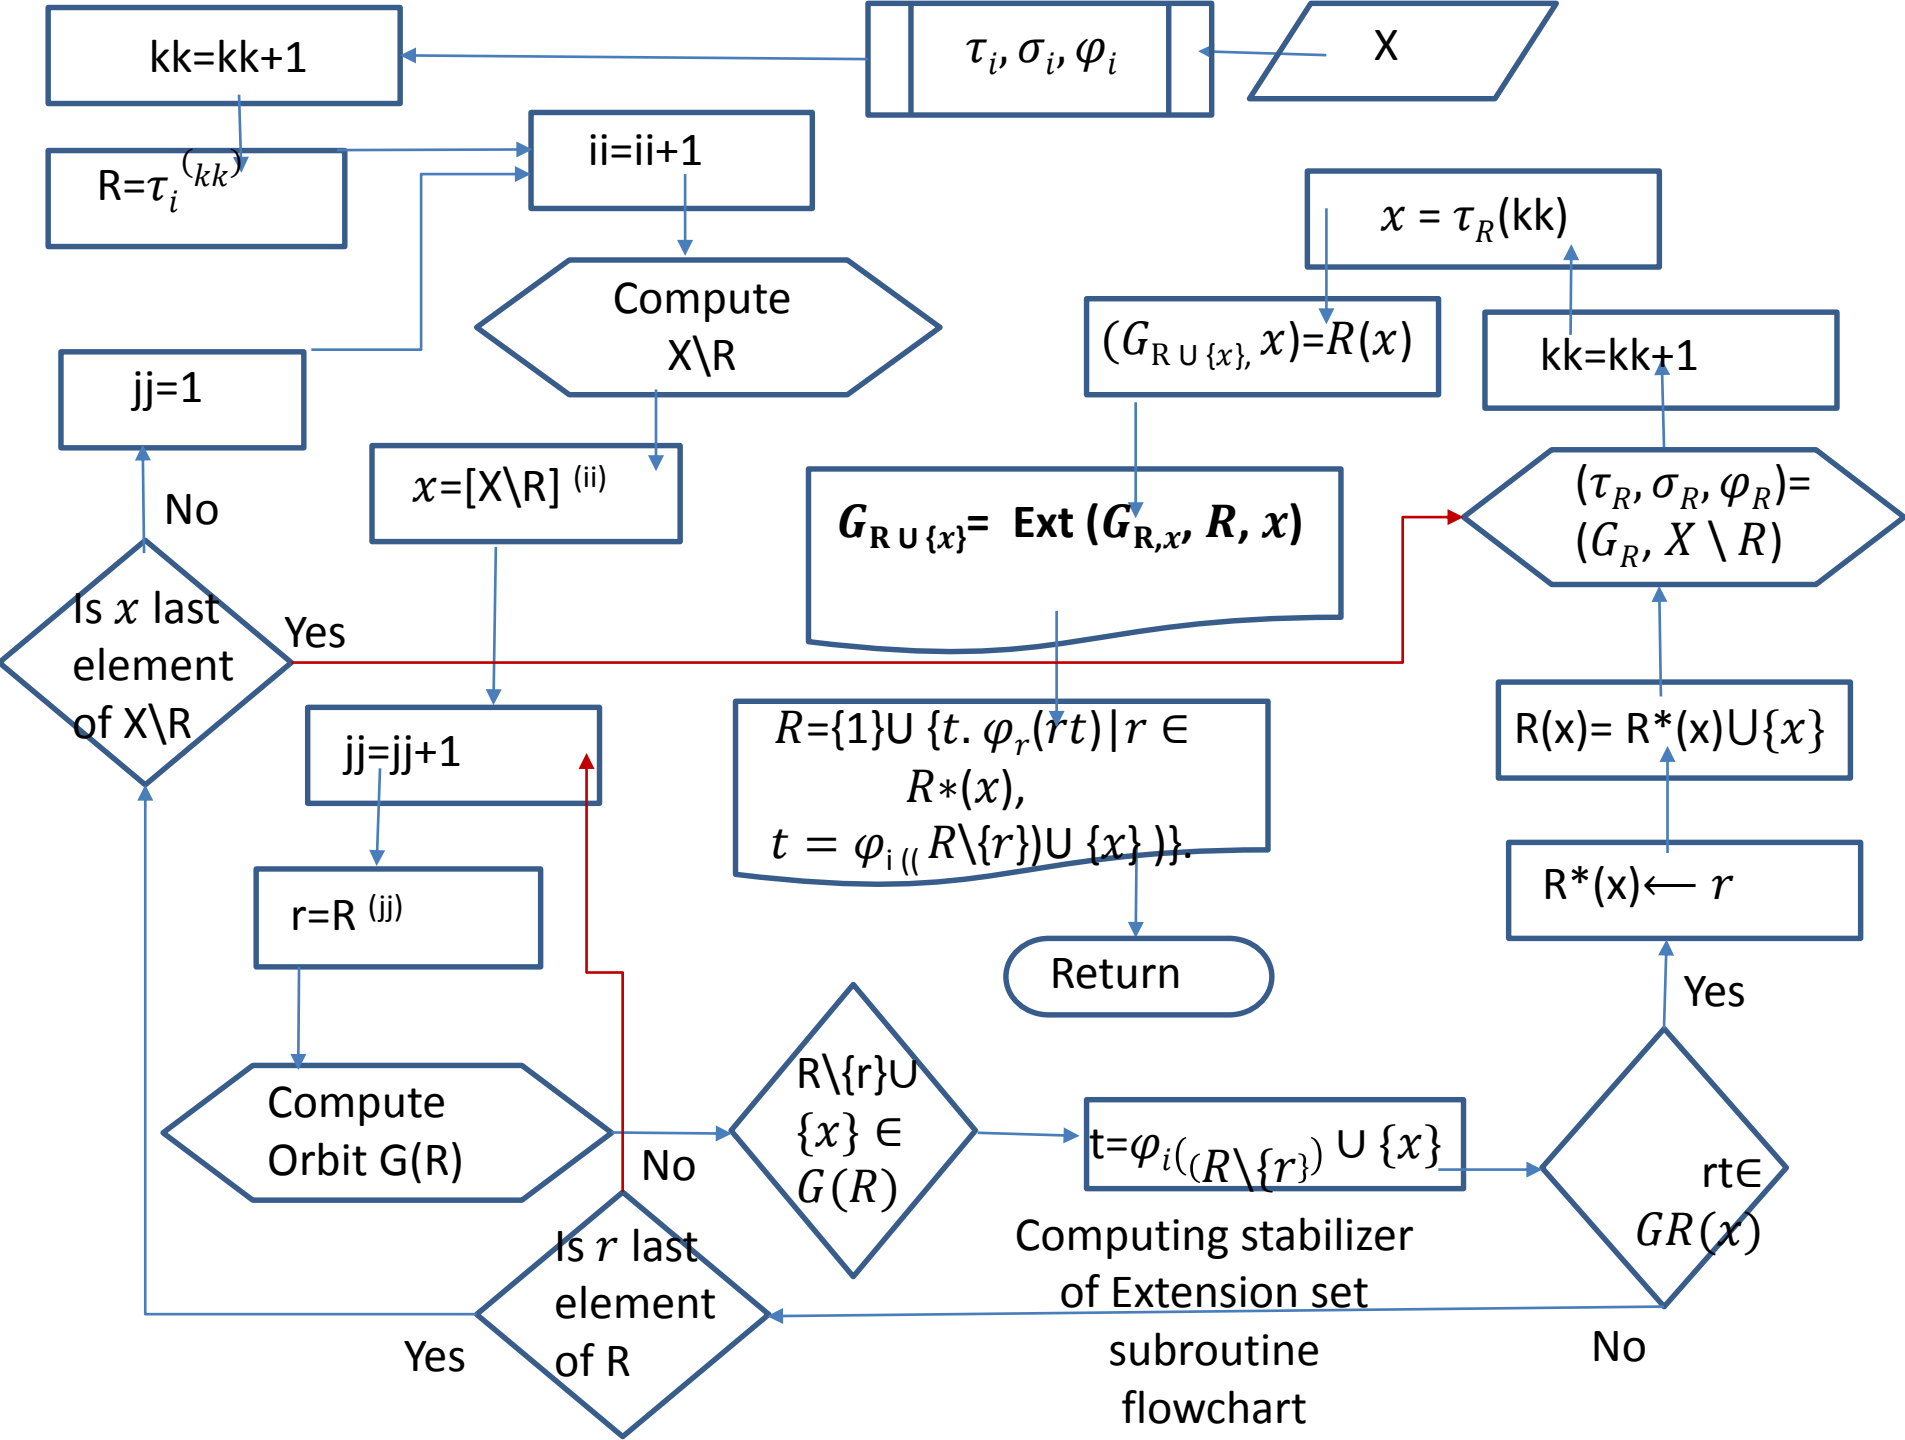 kk=kk+1
τ_i, σ_i, φ_i
X
R=τ_i^(kk)
ii=ii+1
x = τ_R(kk)
Compute
X\R
(G_R ∪ {x}, x)=R(x)
kk=kk+1
jj=1
x=[X\R] ^(ii)
No
G_R ∪ {x}= Ext (G_R,x, R, x)
(τ_R, σ_R, φ_R)=
(G_R, X \ R)
Is x last
element
of X\R
Yes
jj=jj+1
R={1}∪ {t. φ_r(rt)|r ∈
R∗(x),
t = φ_i (( R\{r})∪ {x} )}.
R(x)= R*(x)∪{x}
r=R ^(jj)
R*(x)⟵ r
Return
Yes
Compute
Orbit G(R)
No
R\{r}∪
{x} ∈
G(R)
t=φ_i((R\{r}) ∪ {x}
rt∈
GR(x)
Is r last
element
of R
Yes
No
Computing stabilizer
of Extension set
subroutine
flowchart